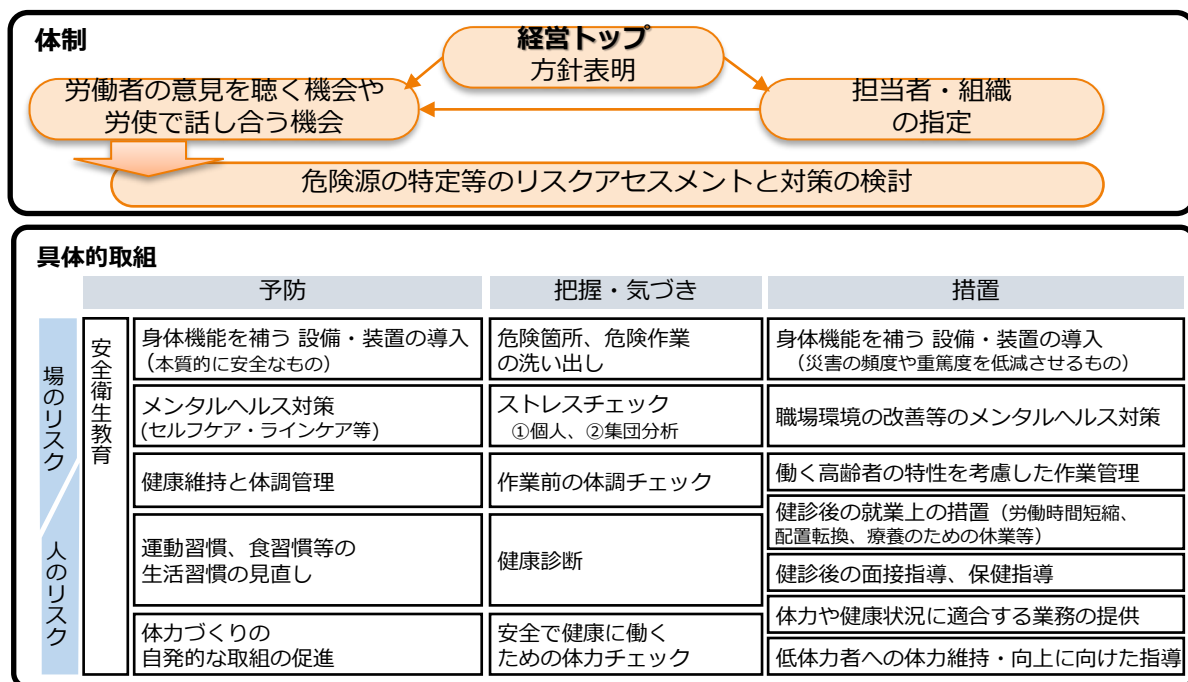 体制
経営トップ
方針表明
労働者の意見を聴く機会や
労使で話し合う機会
担当者・組織
の指定
危険源の特定等のリスクアセスメントと対策の検討
具体的取組
予防
把握・気づき
措置
場のリスク
人のリスク
安全衛生教育
身体機能を補う 設備・装置の導入
（本質的に安全なもの）
危険箇所、危険作業
の洗い出し
身体機能を補う 設備・装置の導入
（災害の頻度や重篤度を低減させるもの）
メンタルヘルス対策
(セルフケア・ラインケア等)
ストレスチェック
①個人、②集団分析
職場環境の改善等のメンタルヘルス対策
健康維持と体調管理
作業前の体調チェック
働く高齢者の特性を考慮した作業管理
運動習慣、食習慣等の
生活習慣の見直し
健康診断
健診後の就業上の措置（労働時間短縮、
配置転換、療養のための休業等）
健診後の面接指導、保健指導
体力づくりの
自発的な取組の促進
安全で健康に働く
ための体力チェック
体力や健康状況に適合する業務の提供
低体力者への体力維持・向上に向けた指導